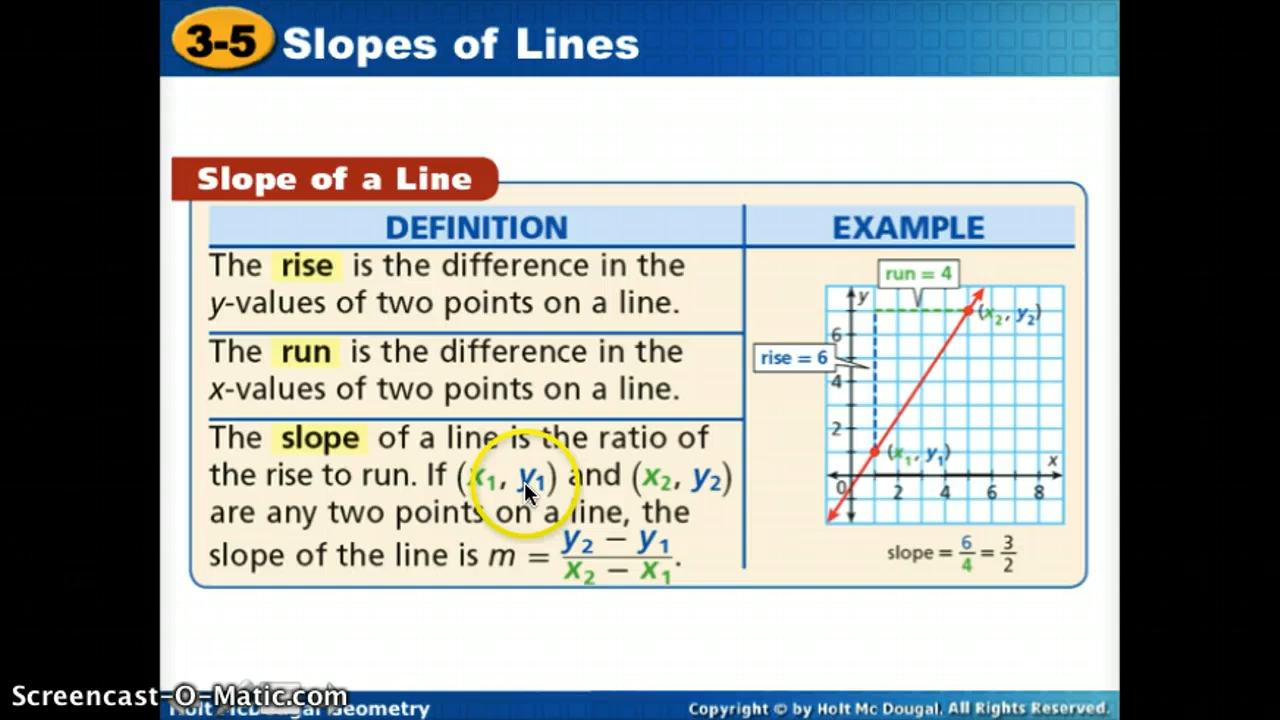 3-5 Slopes of Lines
Slope of a Line
DEFINITION
EXAMPLE
The rise is the difference in the
y-values of two points on a line.
The run is the difference in the
x-values of two points on a line.
The slope of a line is the ratio of
the rise to run. If (x₁, y₁) and (x₂, y₂)
are any two points on a line, the
slope of the line is m = (y₂ − y₁)/(x₂ − x₁).
run = 4
y
(x₂, y₂)
6
rise = 6
4
2
(x₁, y₁)
x
0 2 4 6 8
slope = 6/4 = 3/2
Screencast-O-Matic.com
Holt McDougal Geometry
Copyright © by Holt Mc Dougal. All Rights Reserved.